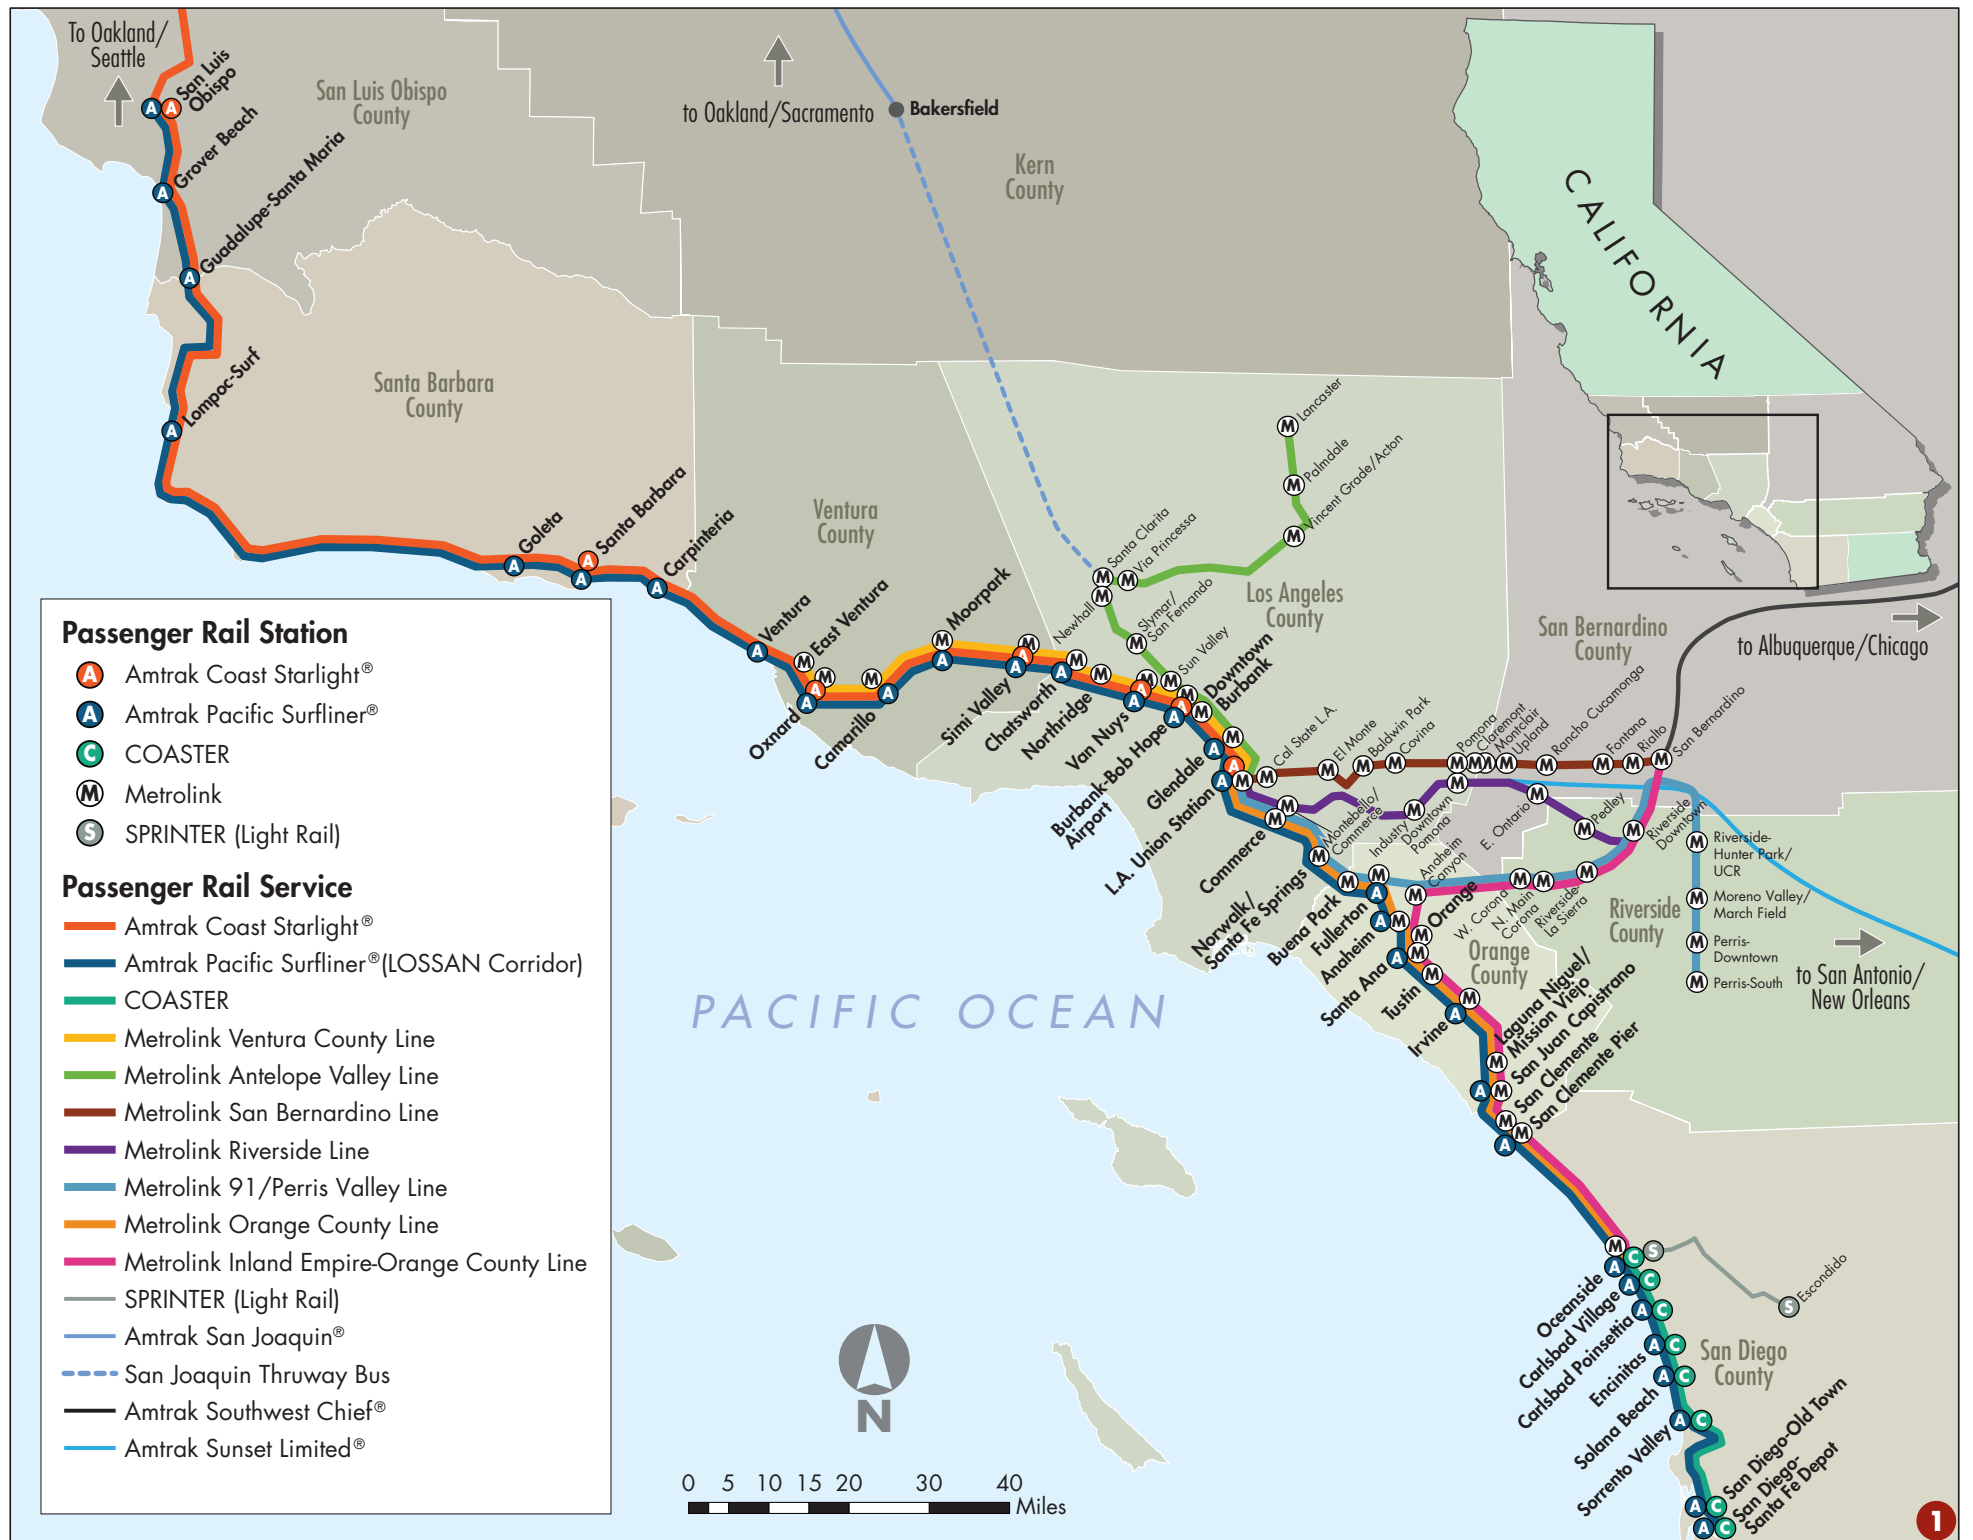 To Oakland/
Seattle
San Luis
Obispo
Grover Beach
Guadalupe-Santa Maria
Lompoc-Surf
San Luis Obispo
County
to Oakland/Sacramento
Bakersfield
Kern
County
CALIFORNIA
Santa Barbara
County
Goleta
Santa Barbara
Carpinteria
Ventura
County
Ventura
East Ventura
Oxnard
Camarillo
Moorpark
Simi Valley
Chatsworth
Northridge
Van Nuys
Burbank-Bob Hope
Airport
Downtown
Burbank
Glendale
L.A. Union Station
Lancaster
Palmdale
Vincent Grade/Acton
Santa Clarita
Via Princessa
Newhall
Slymar/
San Fernando
Sun Valley
Los Angeles
County
San Bernardino
County
to Albuquerque/Chicago
Cal State L.A.
El Monte
Baldwin Park
Covina
Pomona
Claremont
Montclair
Upland
Rancho Cucamonga
Fontana
Rialto
San Bernardino
Commerce
Montebello/
Commerce
Industry
Downtown
Pomona
E. Ontario
Pedley
Riverside
Downtown
Riverside-
Hunter Park/
UCR
Moreno Valley/
March Field
Perris-
Downtown
Perris-South
Riverside
County
to San Antonio/
New Orleans
Norwalk/
Santa Fe Springs
Buena Park
Fullerton
Anaheim
Santa Ana
Tustin
Irvine
Anaheim
Canyon
Orange
W. Corona
N. Main
Corona
Riverside-
La Sierra
Orange
County
Laguna Niguel/
Mission Viejo
San Juan Capistrano
San Clemente
San Clemente Pier
PACIFIC OCEAN
Oceanside
Carlsbad Village
Carlsbad Poinsettia
Encinitas
Solana Beach
Sorrento Valley
San Diego-Old Town
San Diego-
Santa Fe Depot
Escondido
San Diego
County
Passenger Rail Station
A Amtrak Coast Starlight®
A Amtrak Pacific Surfliner®
C COASTER
M Metrolink
S SPRINTER (Light Rail)
Passenger Rail Service
Amtrak Coast Starlight®
Amtrak Pacific Surfliner®(LOSSAN Corridor)
COASTER
Metrolink Ventura County Line
Metrolink Antelope Valley Line
Metrolink San Bernardino Line
Metrolink Riverside Line
Metrolink 91/Perris Valley Line
Metrolink Orange County Line
Metrolink Inland Empire-Orange County Line
SPRINTER (Light Rail)
Amtrak San Joaquin®
San Joaquin Thruway Bus
Amtrak Southwest Chief®
Amtrak Sunset Limited®
N
0 5 10 15 20 30 40
Miles
1